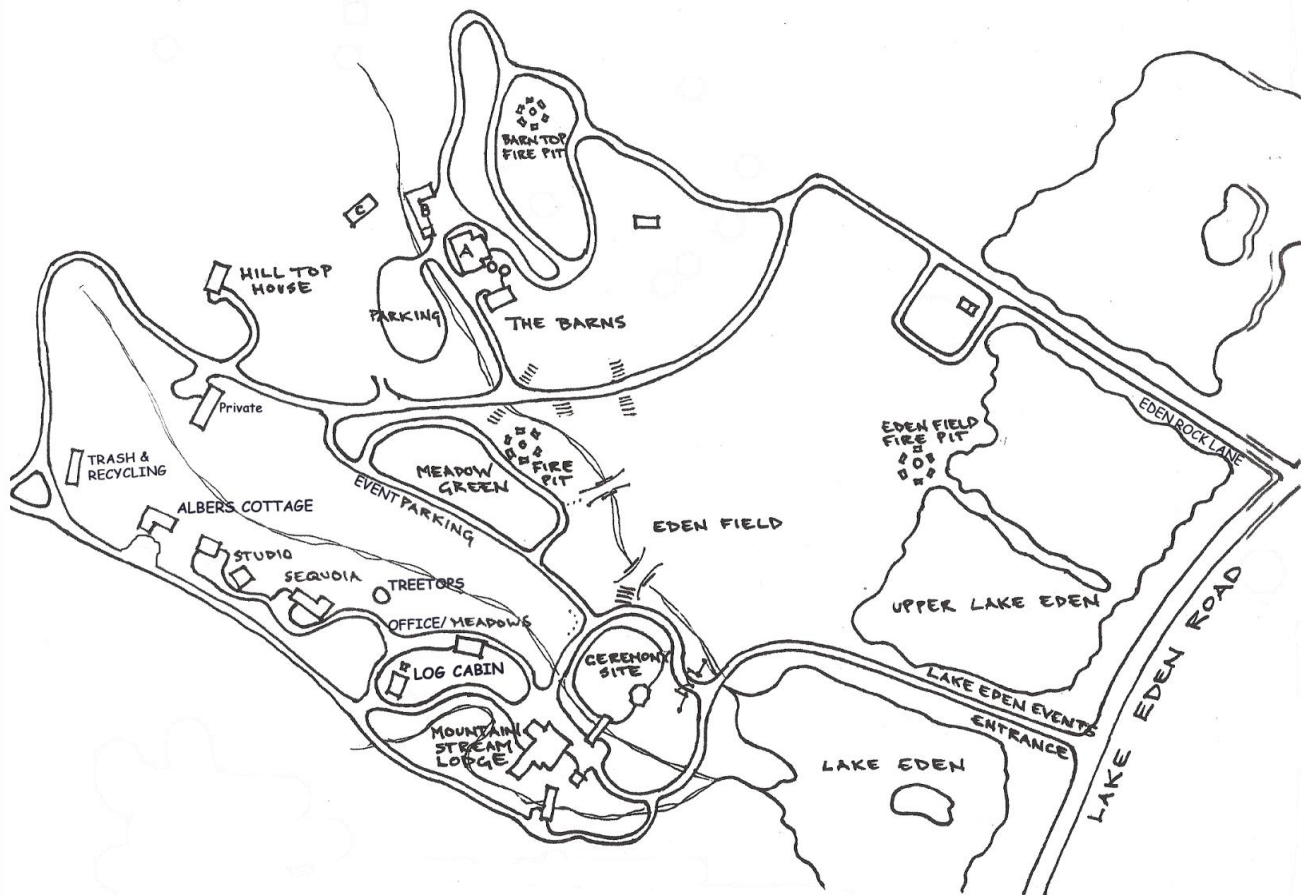 BARN TOP
FIRE PIT
C
B
A
HILL TOP
HOUSE
PARKING
THE BARNS
Private
EDEN ROCK LANE
EDEN FIELD
FIRE PIT
TRASH &
RECYCLING
MEADOW
GREEN
FIRE
PIT
EVENT PARKING
ALBERS COTTAGE
EDEN FIELD
STUDIO
SEQUOIA
TREETOPS
UPPER LAKE EDEN
OFFICE/MEADOWS
LOG CABIN
CEREMONY
SITE
LAKE EDEN EVENTS
ENTRANCE
MOUNTAIN
STREAM
LODGE
LAKE EDEN
LAKE EDEN ROAD